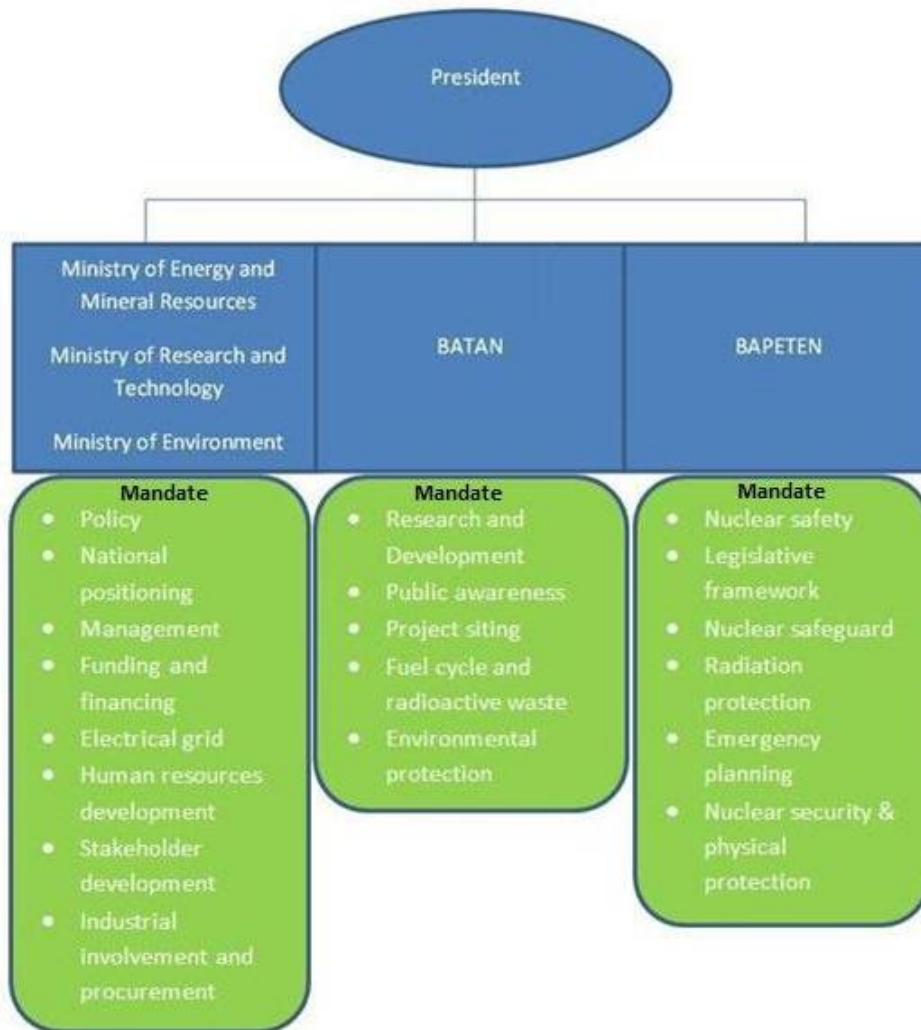 President
Ministry of Energy and
Mineral Resources
Ministry of Research and
Technology
Ministry of Environment
BATAN
BAPETEN
Mandate
• Policy
• National
positioning
• Management
• Funding and
financing
• Electrical grid
• Human resources
development
• Stakeholder
development
• Industrial
involvement and
procurement
Mandate
• Research and
Development
• Public awareness
• Project siting
• Fuel cycle and
radioactive waste
• Environmental
protection
Mandate
• Nuclear safety
• Legislative
framework
• Nuclear safeguard
• Radiation
protection
• Emergency
planning
• Nuclear security &
physical
protection